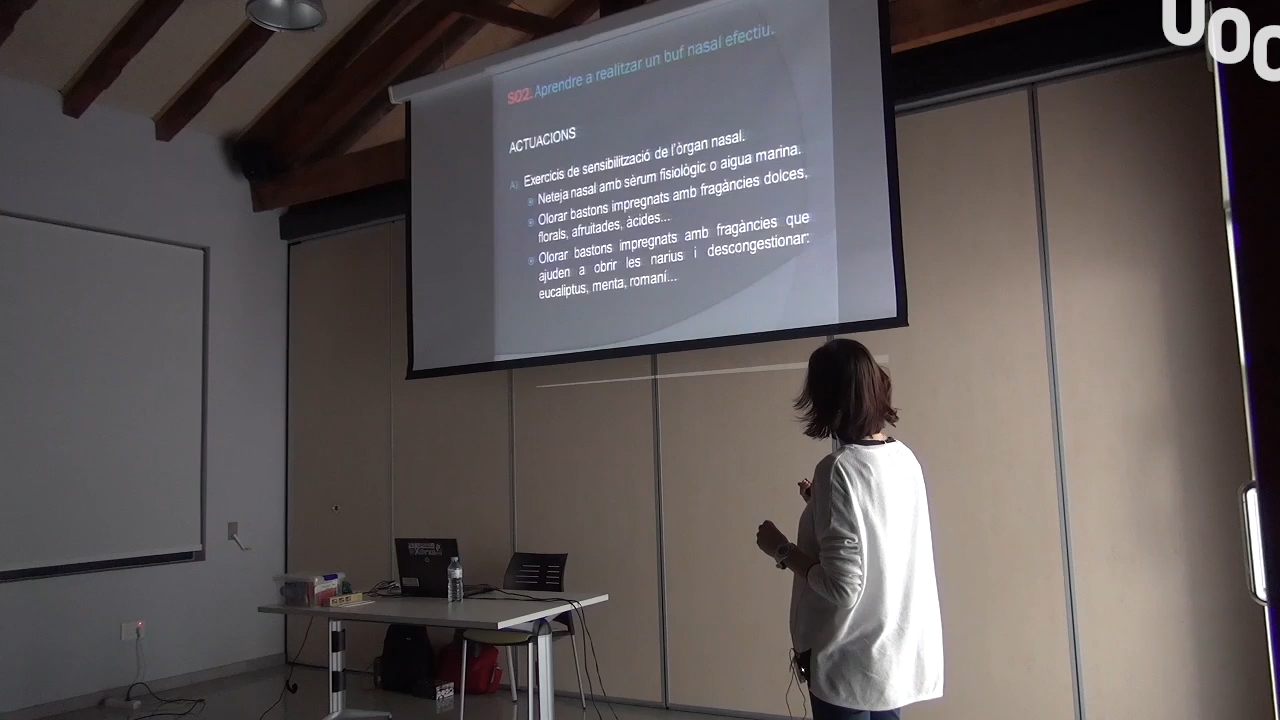 UOC
SO2. Aprendre a realitzar un buf nasal efectiu.
ACTUACIONS
A) Exercicis de sensibilització de l'òrgan nasal.
Neteja nasal amb sèrum fisiològic o aigua marina.
Olorar bastons impregnats amb fragàncies dolces,
florals, afruitades, àcides...
Olorar bastons impregnats amb fragàncies que
ajuden a obrir les narius i descongestionar:
eucaliptus, menta, romaní...